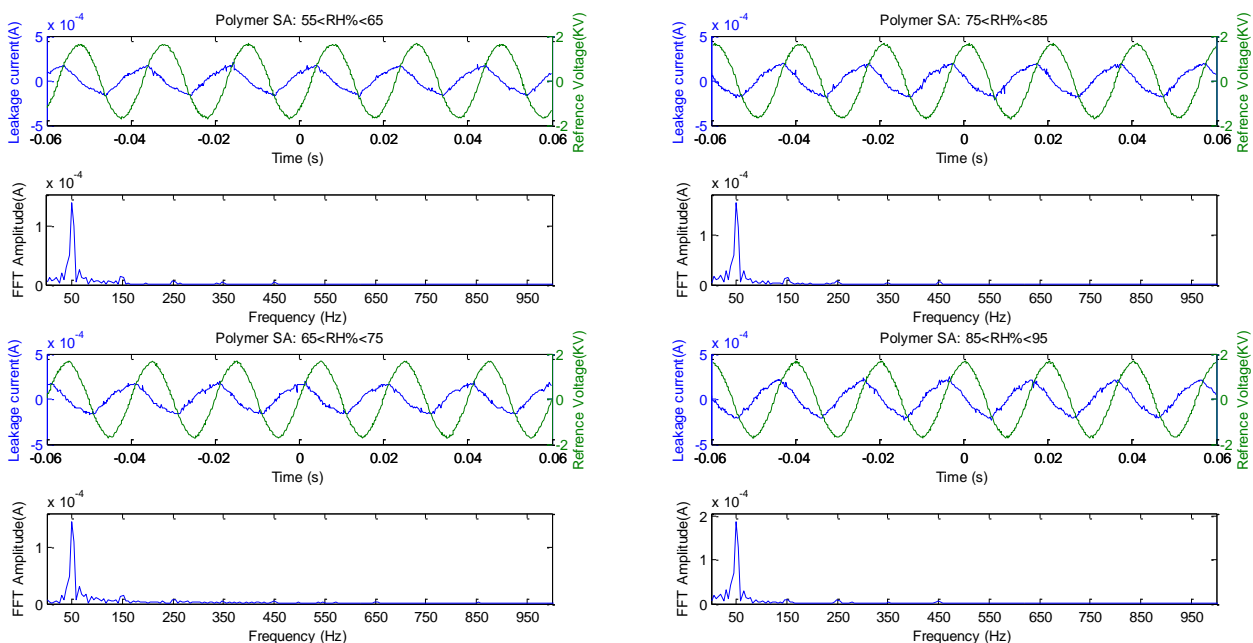 Polymer SA: 55<RH%<65
5
x 10
-4
Leakage current(A)
0
-5
2
0
-2
Refrence Voltage(KV)
-0.06 -0.04 -0.02 0 0.02 0.04 0.06
Time (s)
x 10
-4
FFT Amplitude(A)
1
0
50 150 250 350 450 550 650 750 850 950
Frequency (Hz)
Polymer SA: 65<RH%<75
5
x 10
-4
Leakage current(A)
0
-5
2
0
-2
Refrence Voltage(KV)
-0.06 -0.04 -0.02 0 0.02 0.04 0.06
Time (s)
x 10
-4
FFT Amplitude(A)
1
0
50 150 250 350 450 550 650 750 850 950
Frequency (Hz)
Polymer SA: 75<RH%<85
5
x 10
-4
Leakage current(A)
0
-5
2
0
-2
Refrence Voltage(KV)
-0.06 -0.04 -0.02 0 0.02 0.04 0.06
Time (s)
x 10
-4
FFT Amplitude(A)
1
0
50 150 250 350 450 550 650 750 850 950
Frequency (Hz)
Polymer SA: 85<RH%<95
5
x 10
-4
Leakage current(A)
0
-5
2
0
-2
Refrence Voltage(KV)
-0.06 -0.04 -0.02 0 0.02 0.04 0.06
Time (s)
x 10
-4
FFT Amplitude(A)
2
1
0
50 150 250 350 450 550 650 750 850 950
Frequency (Hz)